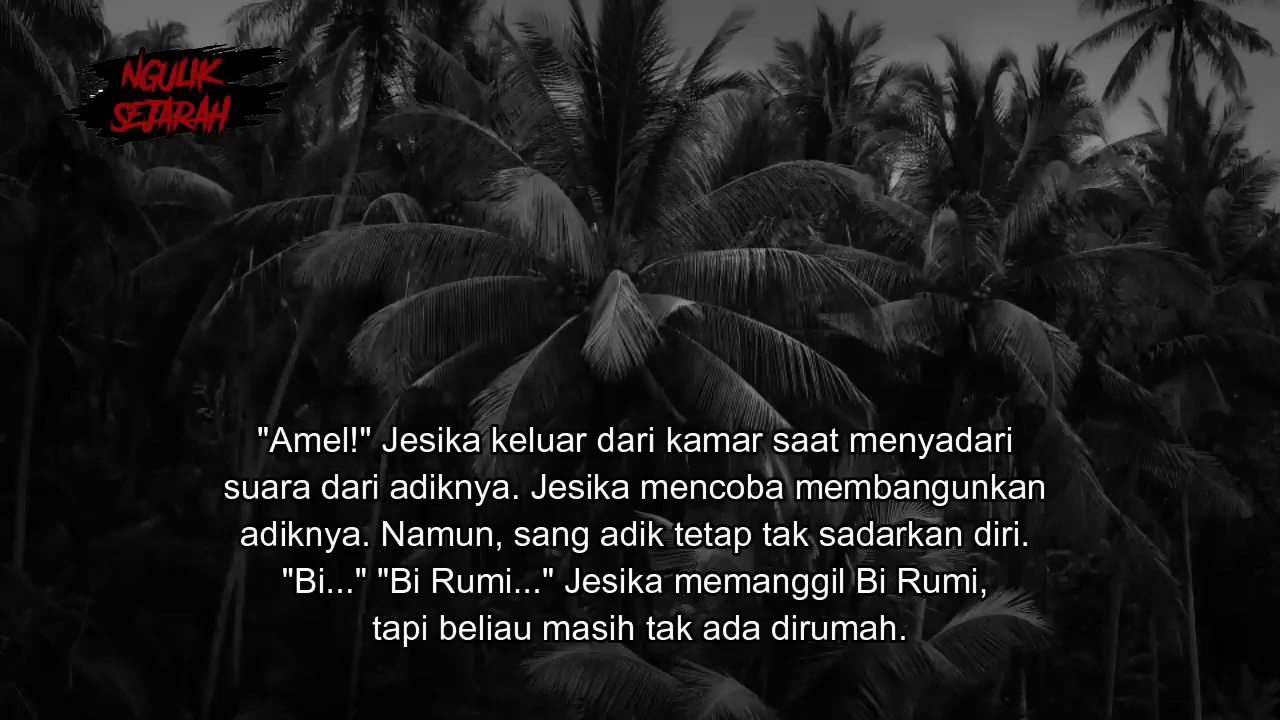 NGULIK
SEJARAH
"Amel!" Jesika keluar dari kamar saat menyadari
suara dari adiknya. Jesika mencoba membangunkan
adiknya. Namun, sang adik tetap tak sadarkan diri.
"Bi..." "Bi Rumi..." Jesika memanggil Bi Rumi,
tapi beliau masih tak ada dirumah.